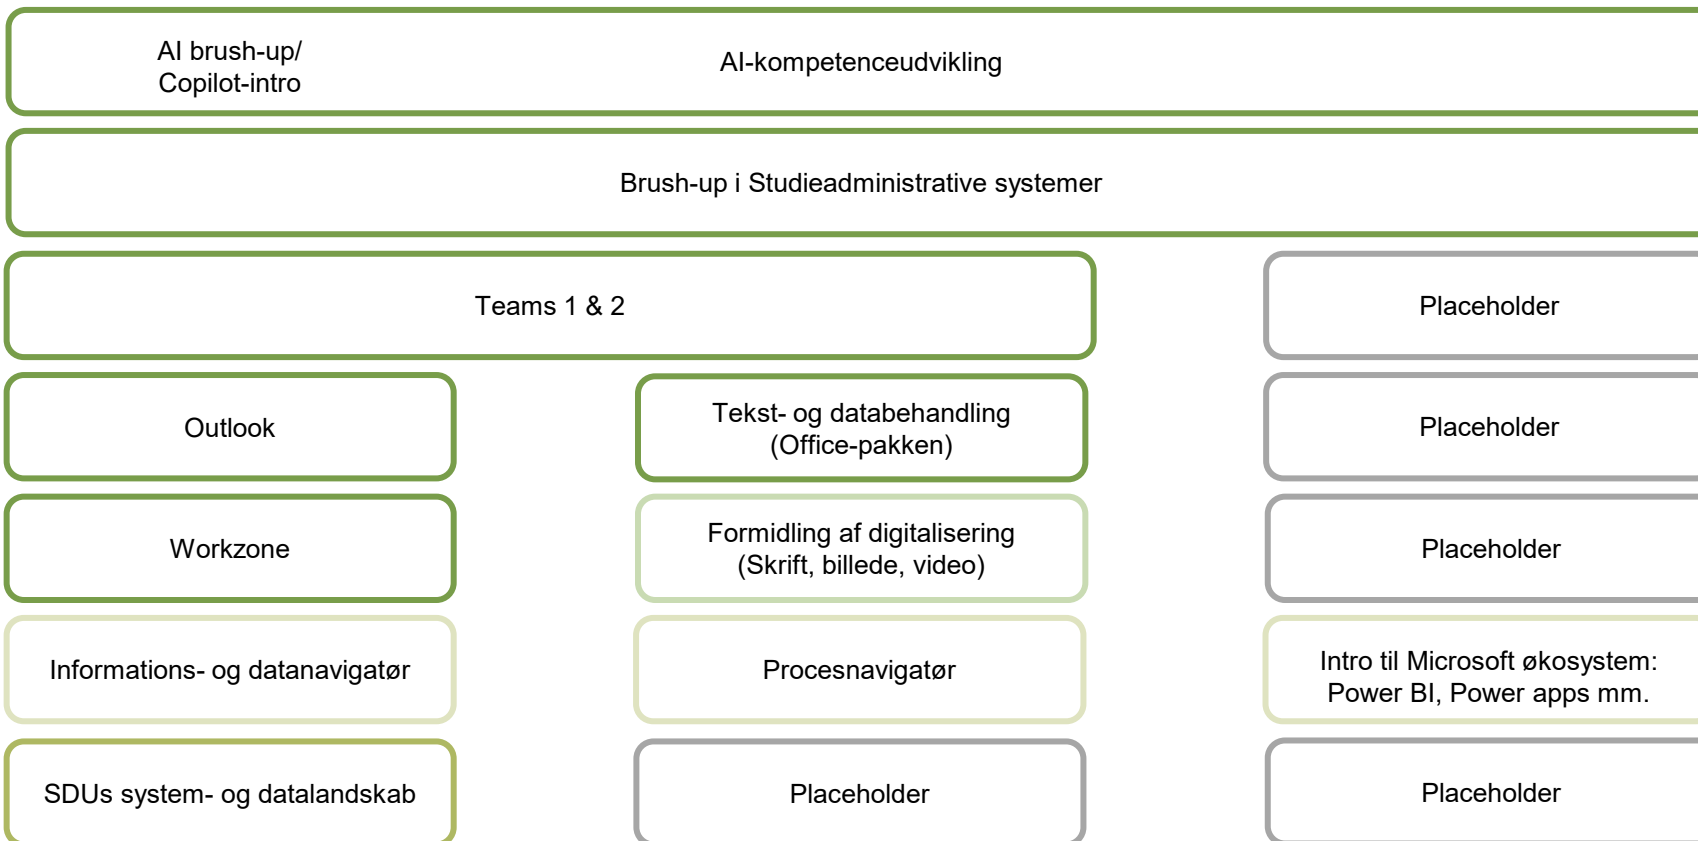 AI brush-up/
Copilot-intro
AI-kompetenceudvikling
Brush-up i Studieadministrative systemer
Teams 1 & 2
Placeholder
Outlook
Tekst- og databehandling
(Office-pakken)
Placeholder
Workzone
Formidling af digitalisering
(Skrift, billede, video)
Placeholder
Informations- og datanavigatør
Procesnavigatør
Intro til Microsoft økosystem:
Power BI, Power apps mm.
SDUs system- og datalandskab
Placeholder
Placeholder